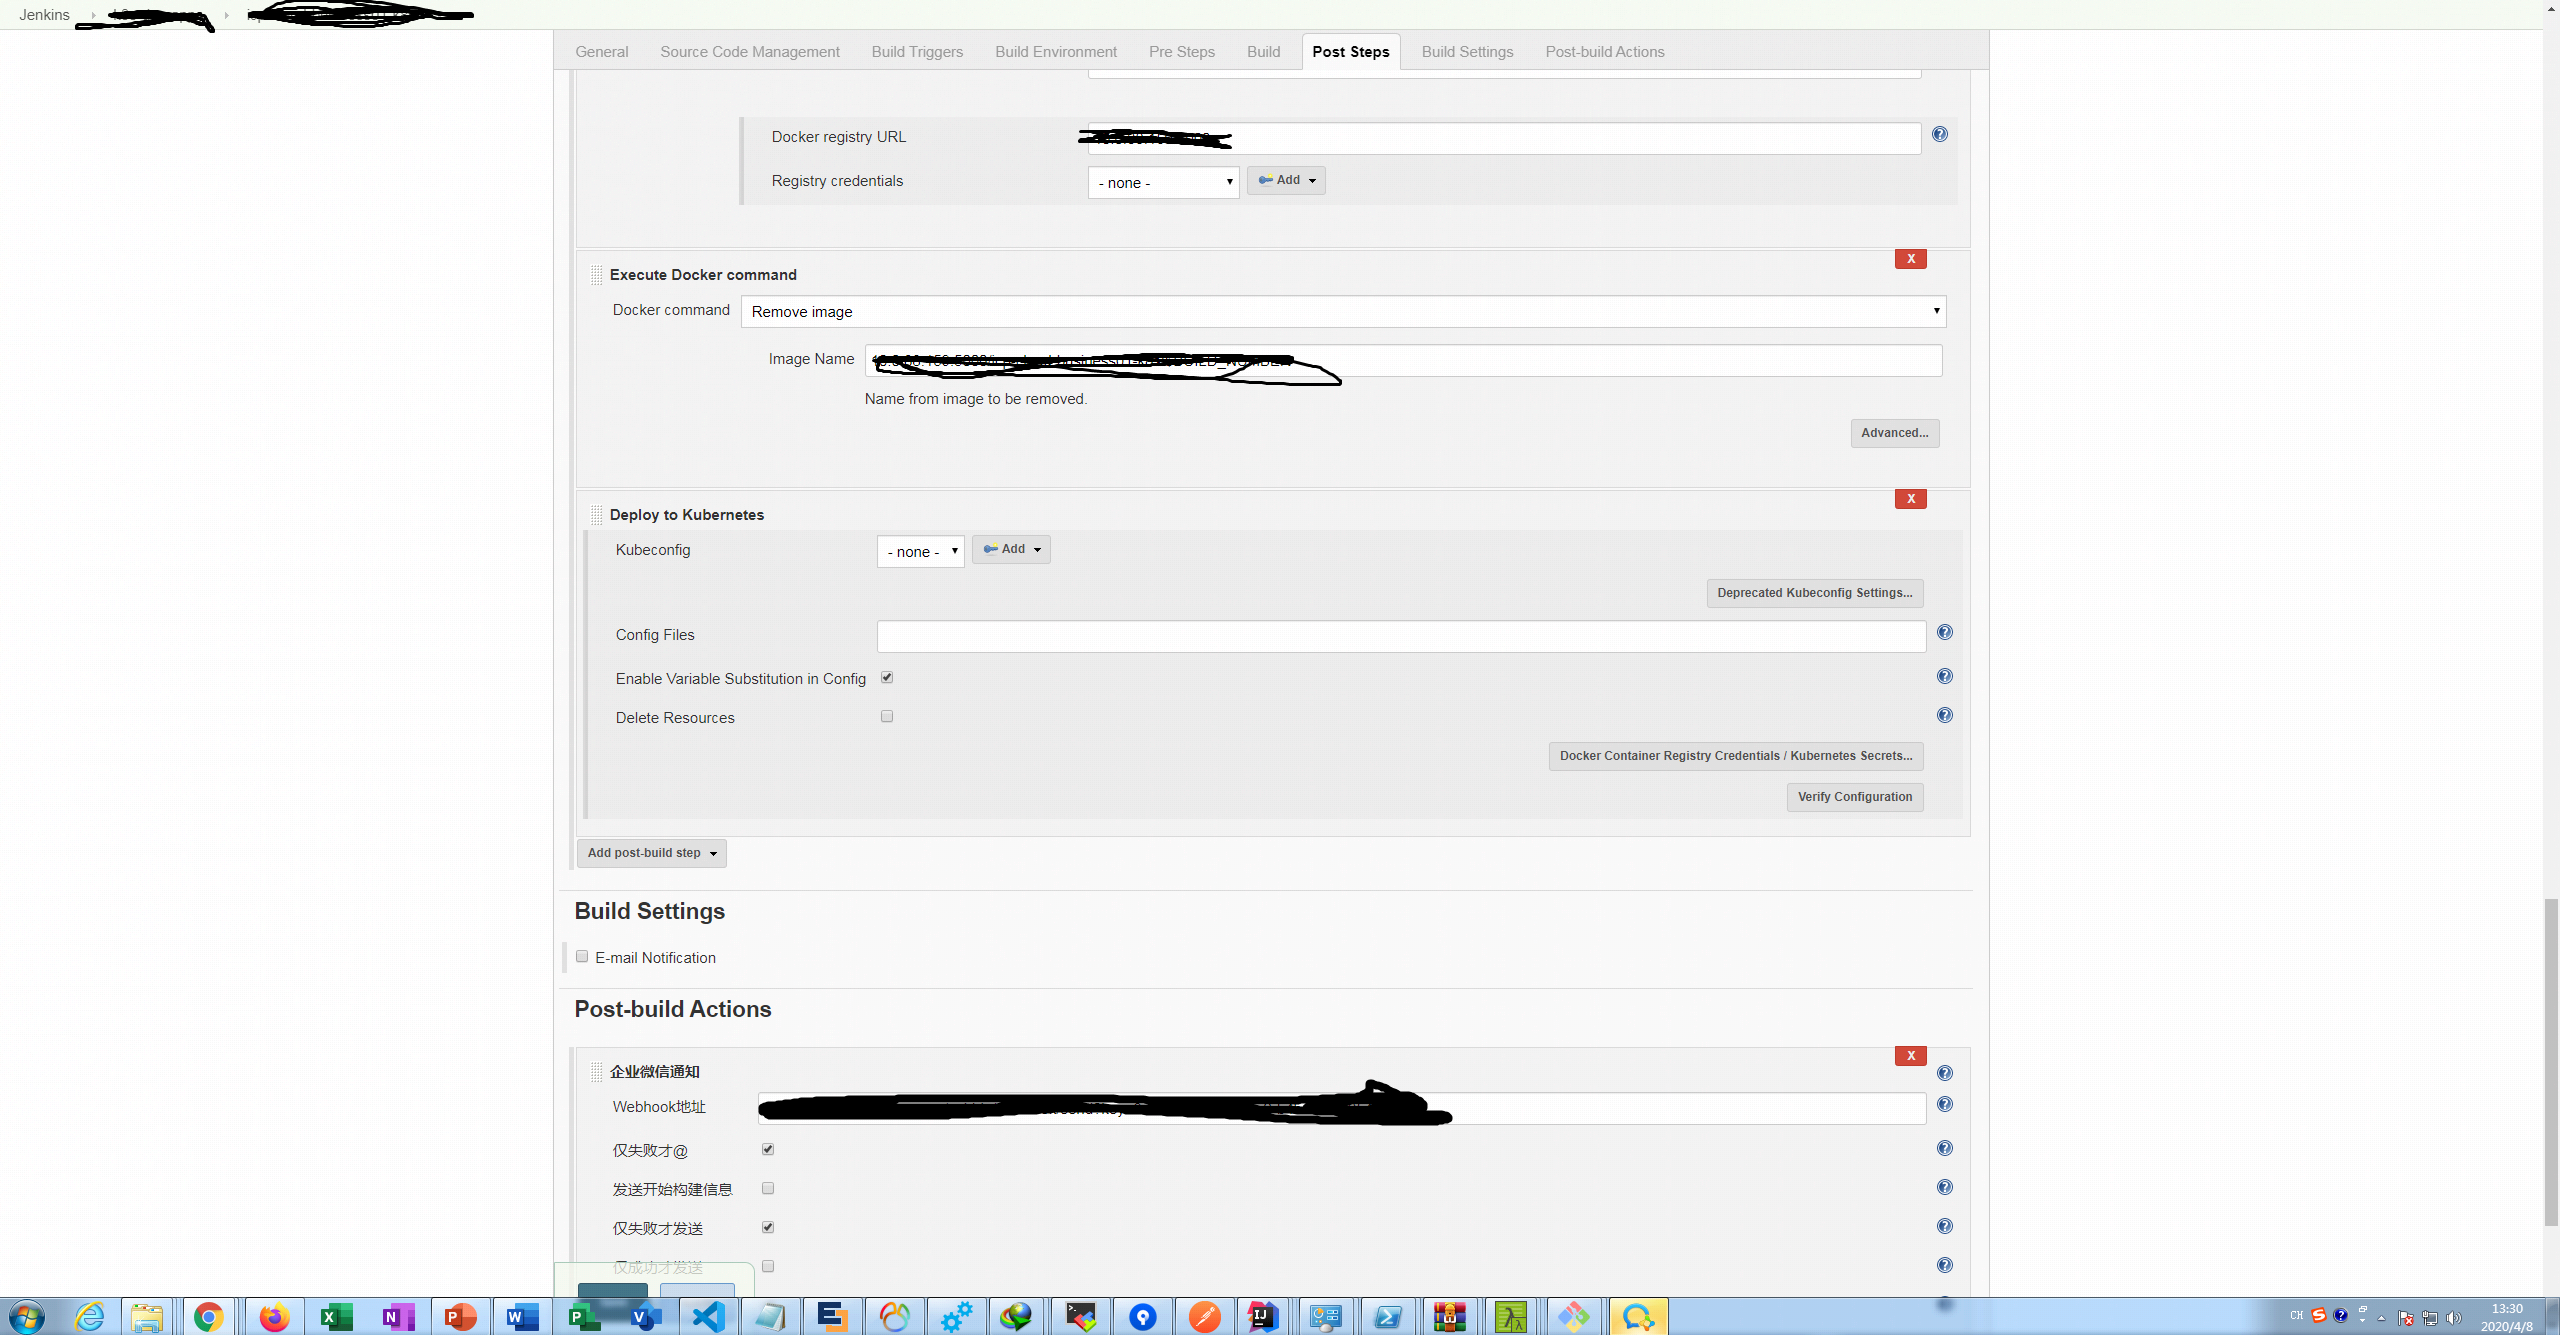 Jenkins
General Source Code Management Build Triggers Build Environment Pre Steps Build Post Steps Build Settings Post-build Actions
Docker registry URL
Registry credentials - none - Add
X
Execute Docker command
Docker command Remove image
Image Name
Name from image to be removed.
Advanced...
X
Deploy to Kubernetes
Kubeconfig - none - Add
Deprecated Kubeconfig Settings...
Config Files
Enable Variable Substitution in Config
Delete Resources
Docker Container Registry Credentials / Kubernetes Secrets...
Verify Configuration
Add post-build step
Build Settings
E-mail Notification
Post-build Actions
X
企业微信通知
Webhook地址
仅失败才@
发送开始构建信息
仅失败才发送
仅成功才发送
CH 13:30
2020/4/8